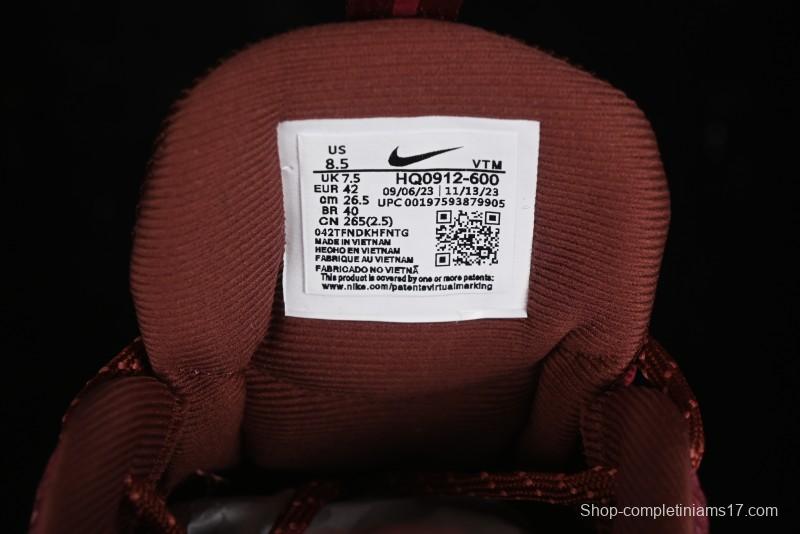 US
8.5
VTM
UK 7.5
HQ0912-600
EUR 42
09/06/23 | 11/13/23
cm 26.5
UPC 00197593879905
BR 40
CN 265(2.5)
042TFNDKHFNTG
MADE IN VIETNAM
HECHO EN VIETNAM
FABRIQUE AU VIETNAM
FABRICADO NO VIETNÃ
This product is covered by one or more patents:
www.nike.com/patentsvirtualmarking
Shop-completiniams17.com